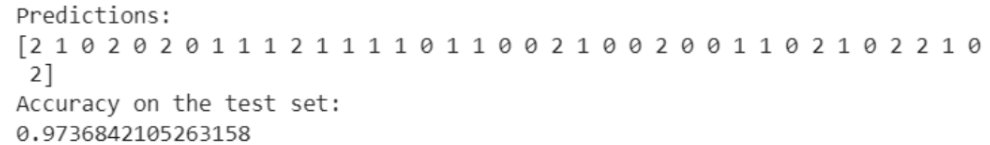 Predictions:
[2 1 0 2 0 2 0 1 1 1 2 1 1 1 1 0 1 1 0 0 2 1 0 0 2 0 0 1 1 0 2 1 0 2 2 1 0
 2]
Accuracy on the test set:
0.9736842105263158